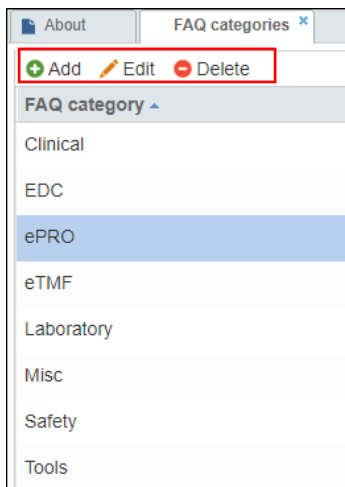 About FAQ categories ×
Add Edit Delete
FAQ category
Clinical
EDC
ePRO
eTMF
Laboratory
Misc
Safety
Tools